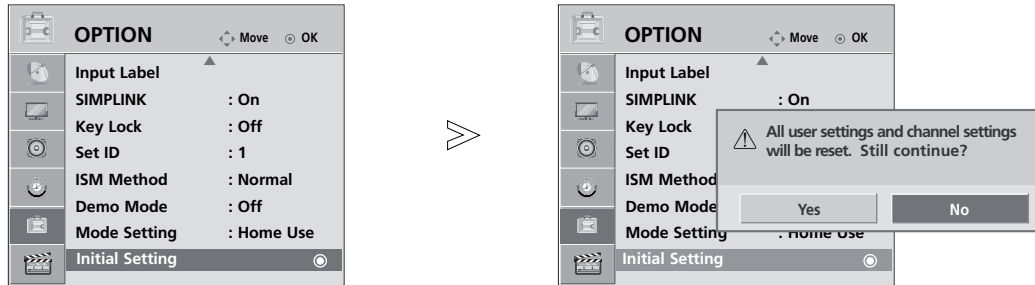 OPTION Move OK
Input Label
SIMPLINK : On
Key Lock : Off
Set ID : 1
ISM Method : Normal
Demo Mode : Off
Mode Setting : Home Use
Initial Setting
OPTION Move OK
Input Label
SIMPLINK : On
Key Lock
Set ID
ISM Method
Demo Mode
Mode Setting : Home Use
Initial Setting
All user settings and channel settings
will be reset. Still continue?
Yes No